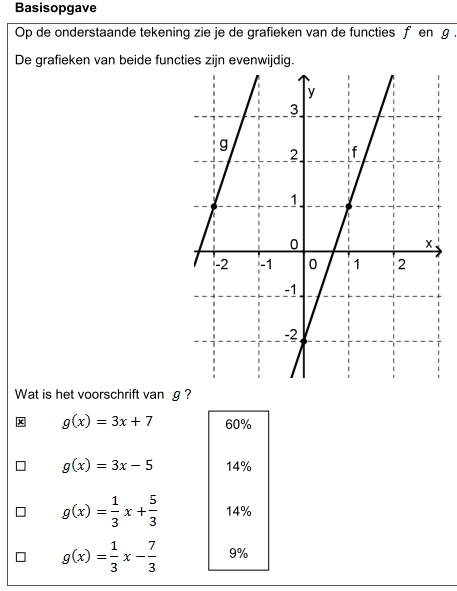 Basisopgave
Op de onderstaande tekening zie je de grafieken van de functies f en g .
De grafieken van beide functies zijn evenwijdig.
y
3
g
2
f
1
0
x
-2 -1 0 1 2
-1
-2
Wat is het voorschrift van g ?
☒ g(x) = 3x + 7 60%
☐ g(x) = 3x − 5 14%
☐ g(x) = 1/3 x + 5/3 14%
☐ g(x) = 1/3 x − 7/3 9%